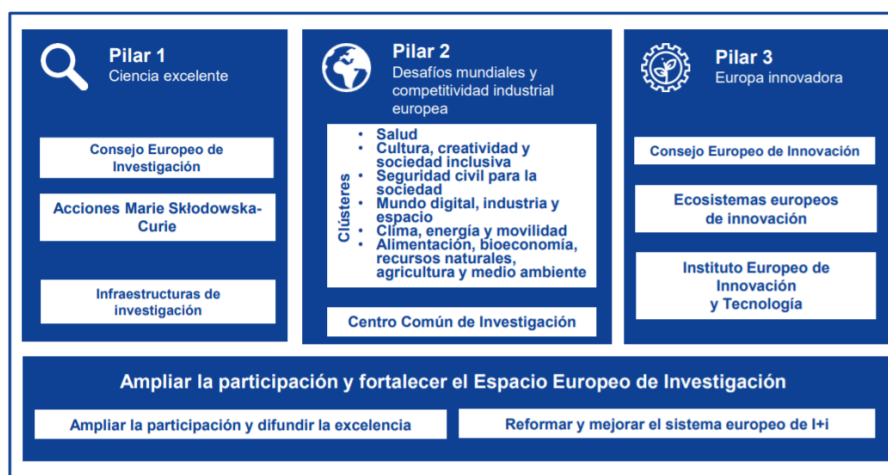 Pilar 1
Ciencia excelente
Consejo Europeo de
Investigación
Acciones Marie Skłodowska-
Curie
Infraestructuras de
investigación
Pilar 2
Desafíos mundiales y
competitividad industrial
europea
Clústeres
• Salud
• Cultura, creatividad y
sociedad inclusiva
• Seguridad civil para la
sociedad
• Mundo digital, industria y
espacio
• Clima, energía y movilidad
• Alimentación, bioeconomía,
recursos naturales,
agricultura y medio ambiente
Centro Común de Investigación
Pilar 3
Europa innovadora
Consejo Europeo de Innovación
Ecosistemas europeos
de innovación
Instituto Europeo de
Innovación
y Tecnología
Ampliar la participación y fortalecer el Espacio Europeo de Investigación
Ampliar la participación y difundir la excelencia
Reformar y mejorar el sistema europeo de I+i